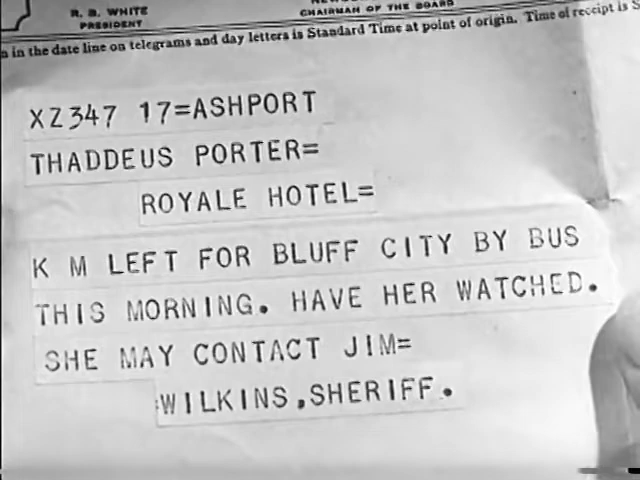 R. B. WHITE
PRESIDENT
CHAIRMAN OF THE BOARD
in the date line on telegrams and day letters is Standard Time at point of origin. Time of receipt is
XZ347 17=ASHPORT
THADDEUS PORTER=
ROYALE HOTEL=
K M LEFT FOR BLUFF CITY BY BUS
THIS MORNING. HAVE HER WATCHED.
SHE MAY CONTACT JIM=
WILKINS,SHERIFF.